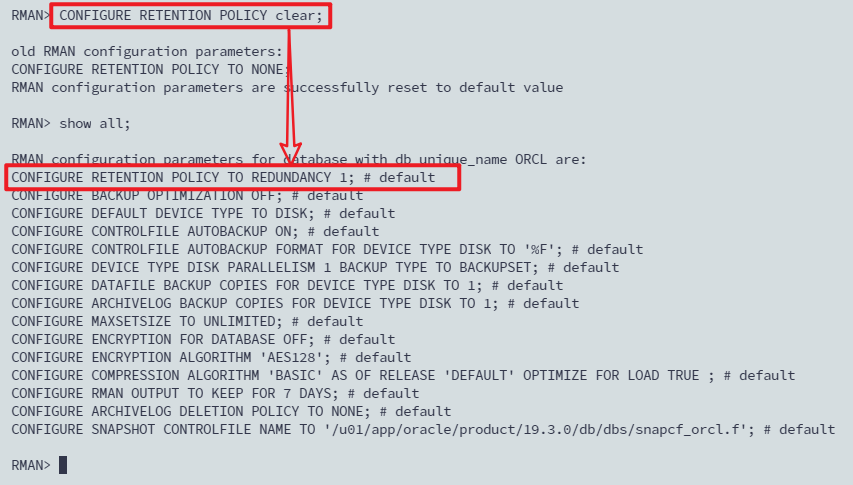 RMAN> CONFIGURE RETENTION POLICY clear;
old RMAN configuration parameters:
CONFIGURE RETENTION POLICY TO NONE;
RMAN configuration parameters are successfully reset to default value
RMAN> show all;
RMAN configuration parameters for database with db_unique_name ORCL are:
CONFIGURE RETENTION POLICY TO REDUNDANCY 1; # default
CONFIGURE BACKUP OPTIMIZATION OFF; # default
CONFIGURE DEFAULT DEVICE TYPE TO DISK; # default
CONFIGURE CONTROLFILE AUTOBACKUP ON; # default
CONFIGURE CONTROLFILE AUTOBACKUP FORMAT FOR DEVICE TYPE DISK TO '%F'; # default
CONFIGURE DEVICE TYPE DISK PARALLELISM 1 BACKUP TYPE TO BACKUPSET; # default
CONFIGURE DATAFILE BACKUP COPIES FOR DEVICE TYPE DISK TO 1; # default
CONFIGURE ARCHIVELOG BACKUP COPIES FOR DEVICE TYPE DISK TO 1; # default
CONFIGURE MAXSETSIZE TO UNLIMITED; # default
CONFIGURE ENCRYPTION FOR DATABASE OFF; # default
CONFIGURE ENCRYPTION ALGORITHM 'AES128'; # default
CONFIGURE COMPRESSION ALGORITHM 'BASIC' AS OF RELEASE 'DEFAULT' OPTIMIZE FOR LOAD TRUE ; # default
CONFIGURE RMAN OUTPUT TO KEEP FOR 7 DAYS; # default
CONFIGURE ARCHIVELOG DELETION POLICY TO NONE; # default
CONFIGURE SNAPSHOT CONTROLFILE NAME TO '/u01/app/oracle/product/19.3.0/db/dbs/snapcf_orcl.f'; # default
RMAN>